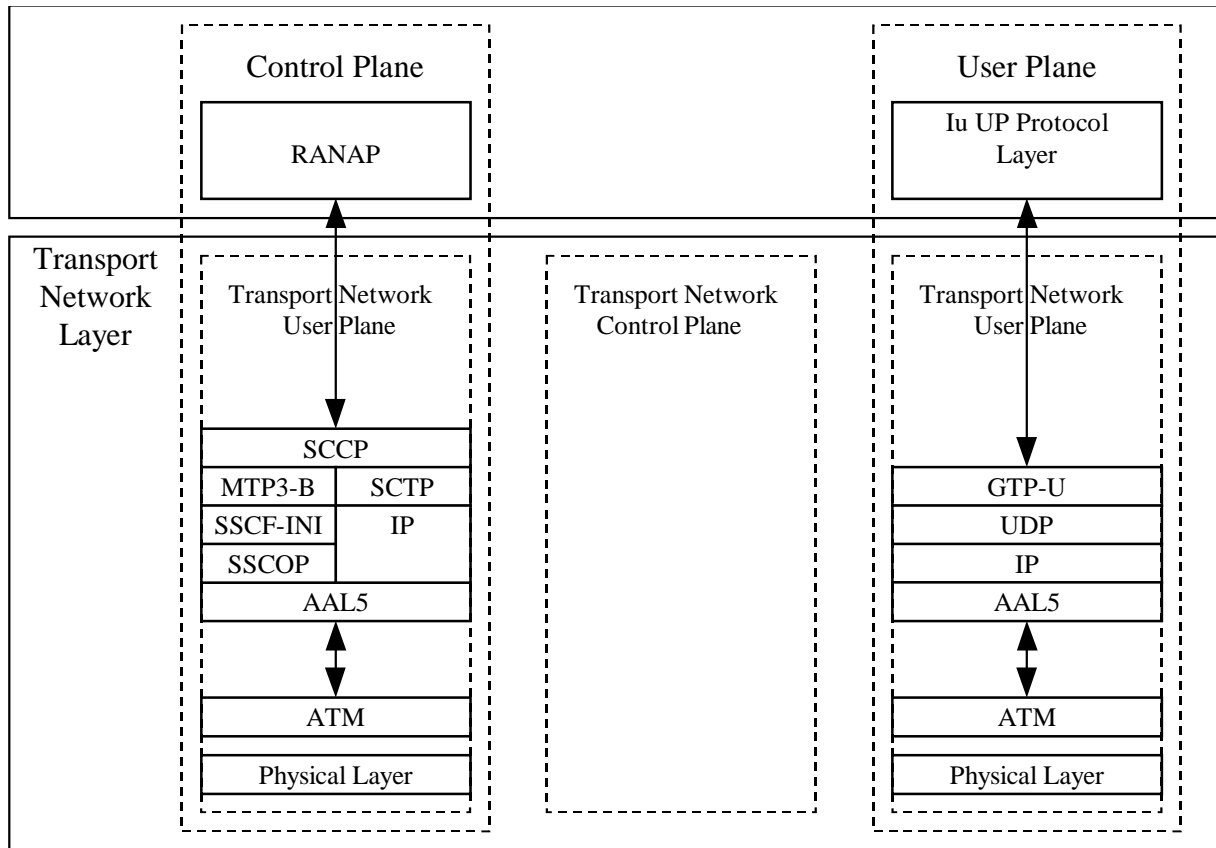 Control Plane
User Plane
RANAP
Iu UP Protocol
Layer
Transport
Network
Layer
Transport Network
User Plane
Transport Network
Control Plane
Transport Network
User Plane
SCCP
MTP3-B
SCTP
SSCF-INI
IP
SSCOP
AAL5
ATM
Physical Layer
GTP-U
UDP
IP
AAL5
ATM
Physical Layer